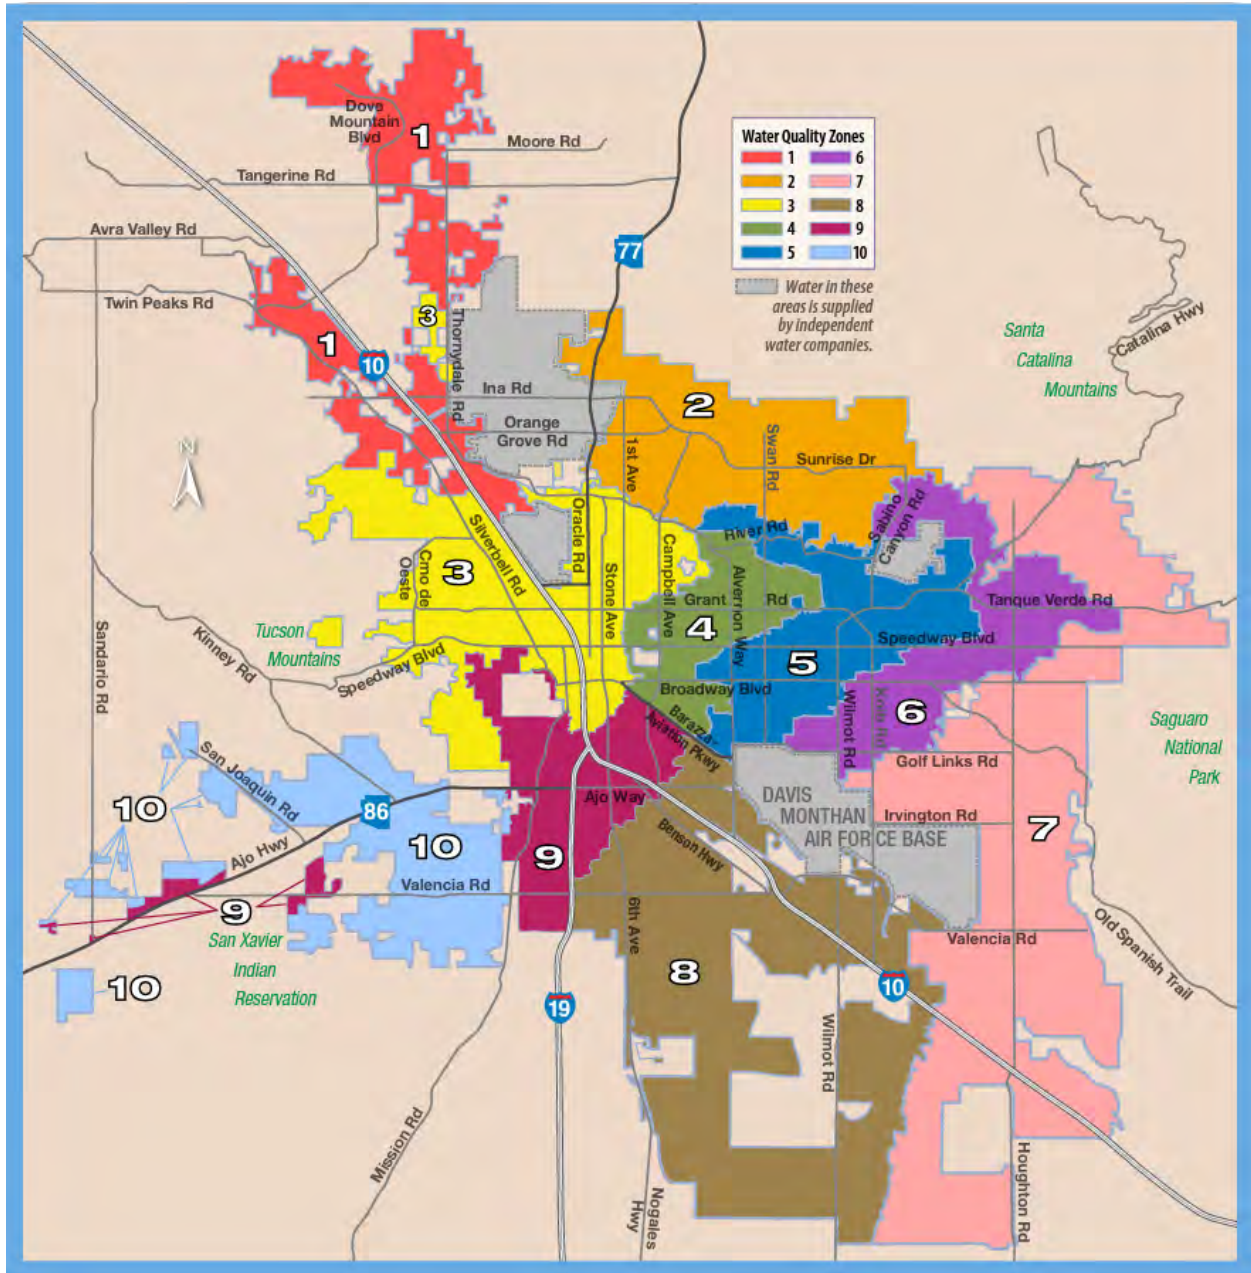 Dove
Mountain
Blvd
1
Moore Rd
Tangerine Rd
Water Quality Zones
1 6
2 7
3 8
4 9
5 10
Water in these
areas is supplied
by independent
water companies.
Avra Valley Rd
77
Twin Peaks Rd
3
1
10
Thornydale Rd
Santa
Catalina
Mountains
Catalina Hwy
Ina Rd
2
Orange
Grove Rd
1st Ave
Swan Rd
Sunrise Dr
N
Sabino
Canyon Rd
River Rd
Oracle Rd
Silverbell Rd
Campbell Ave
Stone Ave
Alvernon Way
Cmo de
Oeste
3
Grant Rd
Tanque Verde Rd
4
Speedway Blvd
5
Tucson
Mountains
Kinney Rd
Sandario Rd
Speedway Blvd
Broadway Blvd
Barazza-
Aviation Pkwy
Wilmot Rd
Kolb Rd
6
Saguaro
National
Park
Golf Links Rd
San Joaquin Rd
10
86
Ajo Way
DAVIS
MONTHAN
AIR FORCE BASE
Irvington Rd
7
Benson Hwy
Ajo Hwy
10
9
Valencia Rd
9
San Xavier
Indian
Reservation
6th Ave
Valencia Rd
Old Spanish Trail
10
8
10
19
Wilmot Rd
Mission Rd
Nogales
Hwy
Houghton Rd